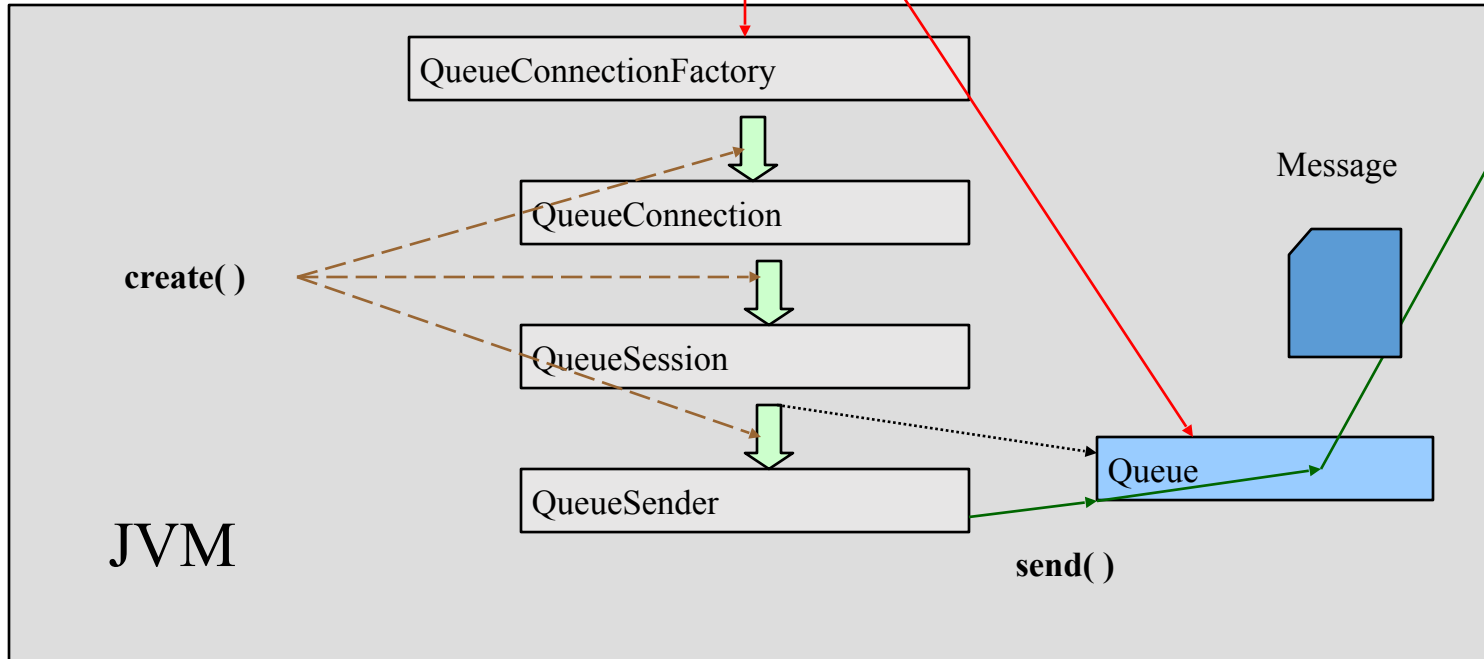 QueueConnectionFactory
Message
QueueConnection
create( )
QueueSession
Queue
QueueSender
JVM
send( )